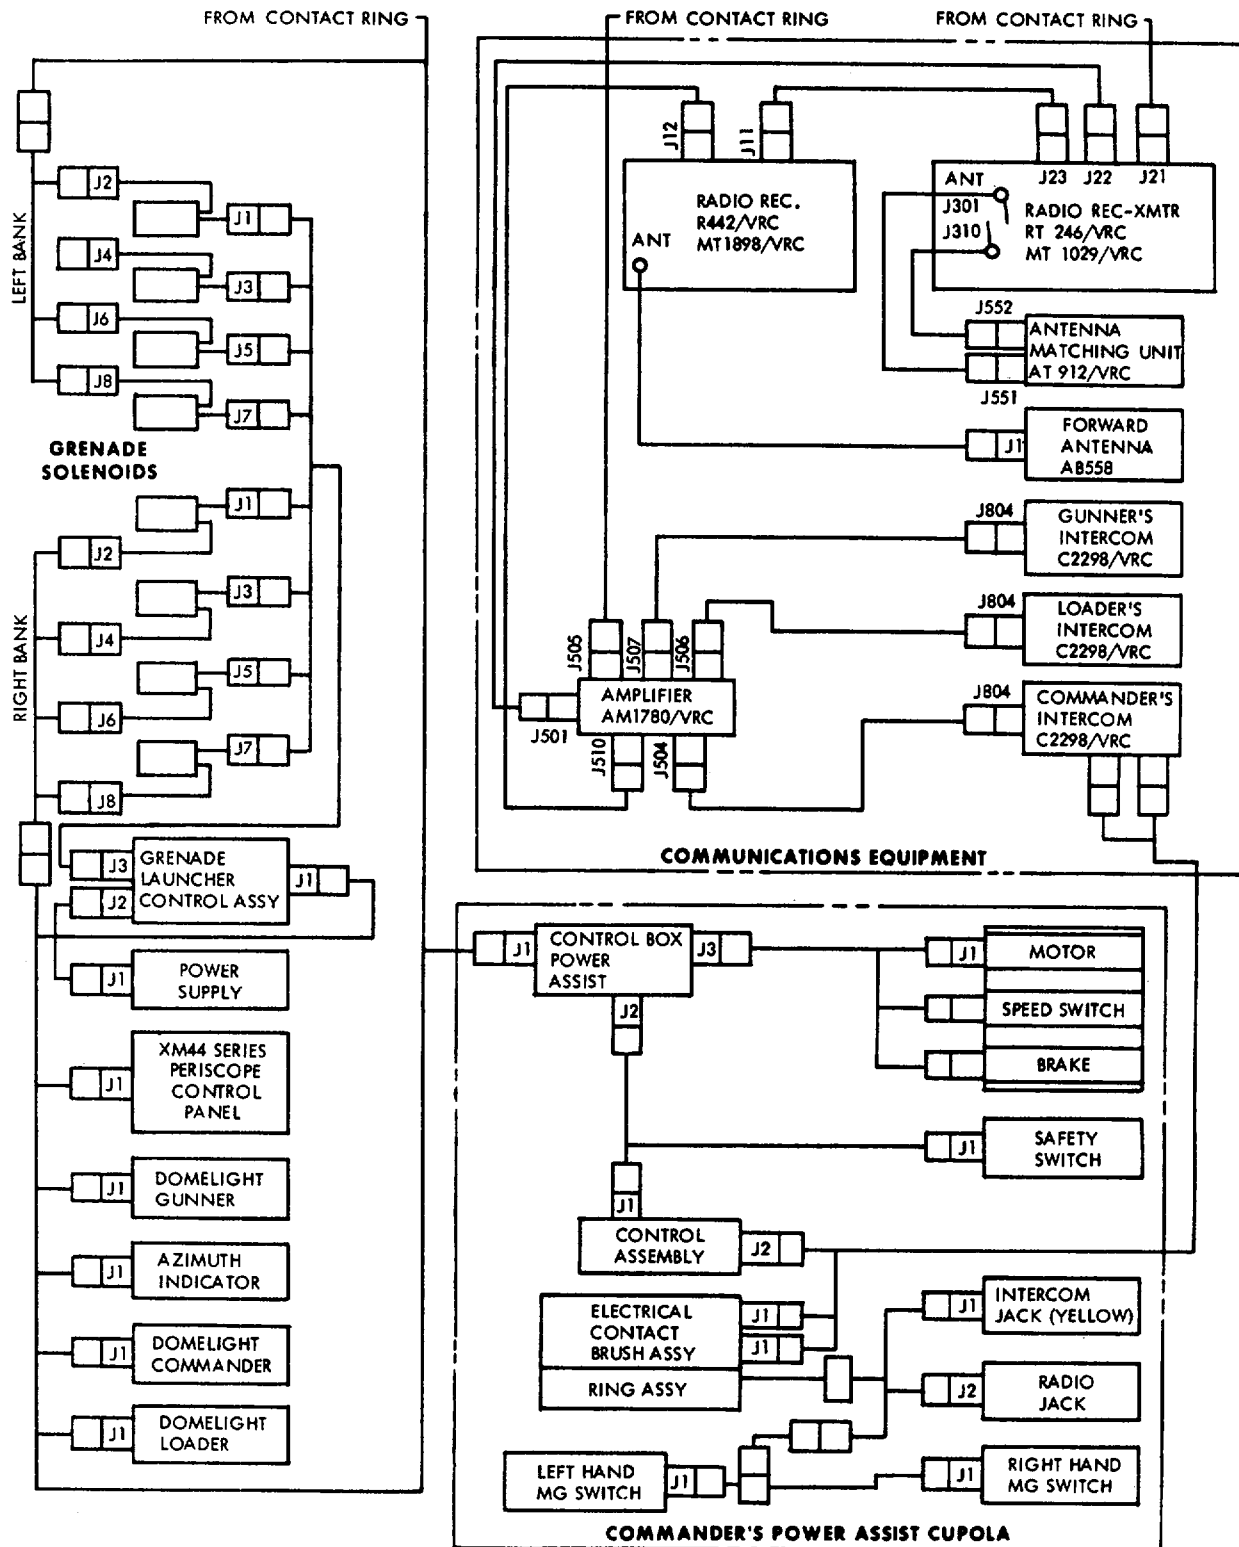 FROM CONTACT RING
FROM CONTACT RING
FROM CONTACT RING
LEFT BANK
J2
J1
J4
J3
J6
J5
J8
J7
GRENADE
SOLENOIDS
RIGHT BANK
J1
J2
J3
J4
J5
J6
J7
J8
J3
J2
GRENADE
LAUNCHER
CONTROL ASSY
J1
J1
POWER
SUPPLY
J1
XM44 SERIES
PERISCOPE
CONTROL
PANEL
J1
DOMELIGHT
GUNNER
J1
AZIMUTH
INDICATOR
J1
DOMELIGHT
COMMANDER
J1
DOMELIGHT
LOADER
J12
J11
RADIO REC.
R442/VRC
MT1898/VRC
ANT
J23
J22
J21
ANT
J301
J310
RADIO REC-XMTR
RT 246/VRC
MT 1029/VRC
J552
J551
ANTENNA
MATCHING UNIT
AT 912/VRC
J1
FORWARD
ANTENNA
AB558
J804
GUNNER'S
INTERCOM
C2298/VRC
J804
LOADER'S
INTERCOM
C2298/VRC
J804
COMMANDER'S
INTERCOM
C2298/VRC
J505
J507
J506
AMPLIFIER
AM1780/VRC
J501
J510
J504
COMMUNICATIONS EQUIPMENT
J1
CONTROL BOX
POWER
ASSIST
J3
J2
J1
MOTOR
SPEED SWITCH
BRAKE
J1
SAFETY
SWITCH
J1
CONTROL
ASSEMBLY
J2
ELECTRICAL
CONTACT
BRUSH ASSY
J1
J1
RING ASSY
J1
INTERCOM
JACK (YELLOW)
J2
RADIO
JACK
LEFT HAND
MG SWITCH
J1
J1
RIGHT HAND
MG SWITCH
COMMANDER'S POWER ASSIST CUPOLA